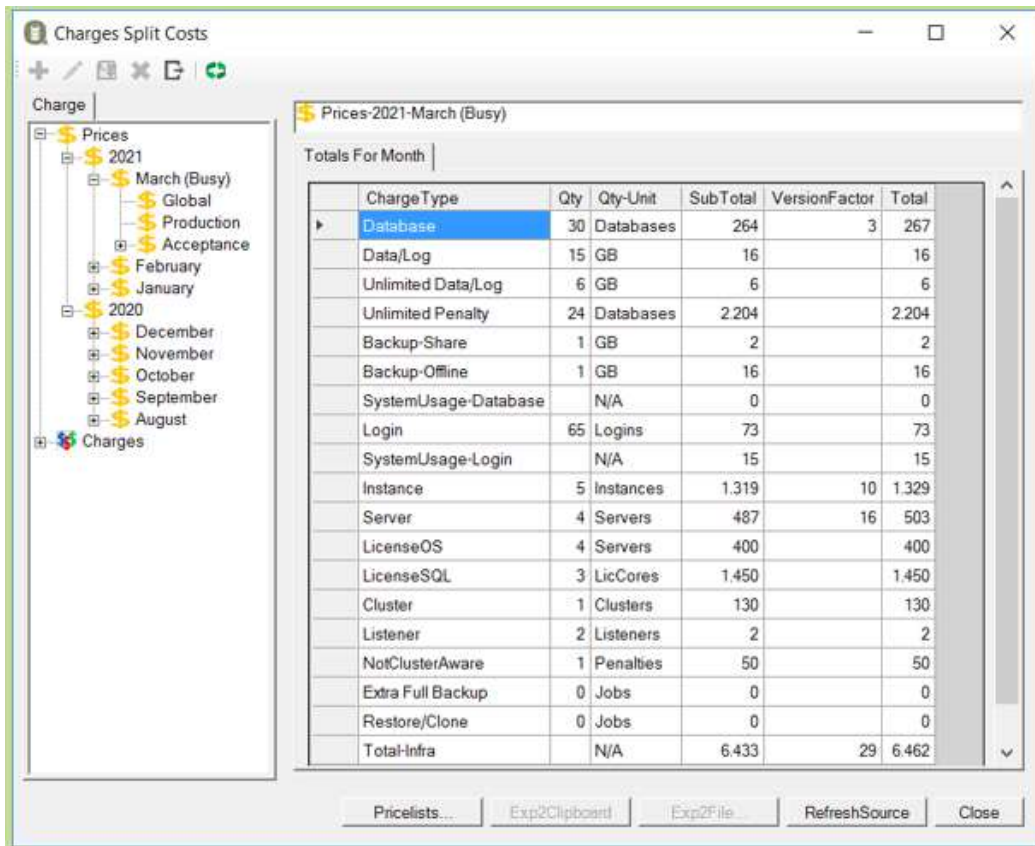 Charges Split Costs
Charge
Prices
2021
March (Busy)
Global
Production
Acceptance
February
January
2020
December
November
October
September
August
Charges
Prices-2021-March (Busy)
Totals For Month
ChargeType Qty Qty-Unit SubTotal VersionFactor Total
Database 30 Databases 264 3 267
Data/Log 15 GB 16 16
Unlimited Data/Log 6 GB 6 6
Unlimited Penalty 24 Databases 2.204 2.204
Backup-Share 1 GB 2 2
Backup-Offline 1 GB 16 16
SystemUsage-Database N/A 0 0
Login 65 Logins 73 73
SystemUsage-Login N/A 15 15
Instance 5 Instances 1.319 10 1.329
Server 4 Servers 487 16 503
LicenseOS 4 Servers 400 400
LicenseSQL 3 LicCores 1.450 1.450
Cluster 1 Clusters 130 130
Listener 2 Listeners 2 2
NotClusterAware 1 Penalties 50 50
Extra Full Backup 0 Jobs 0 0
Restore/Clone 0 Jobs 0 0
Total-Infra N/A 6.433 29 6.462
Pricelists... Exp2Clipboard Exp2File... RefreshSource Close